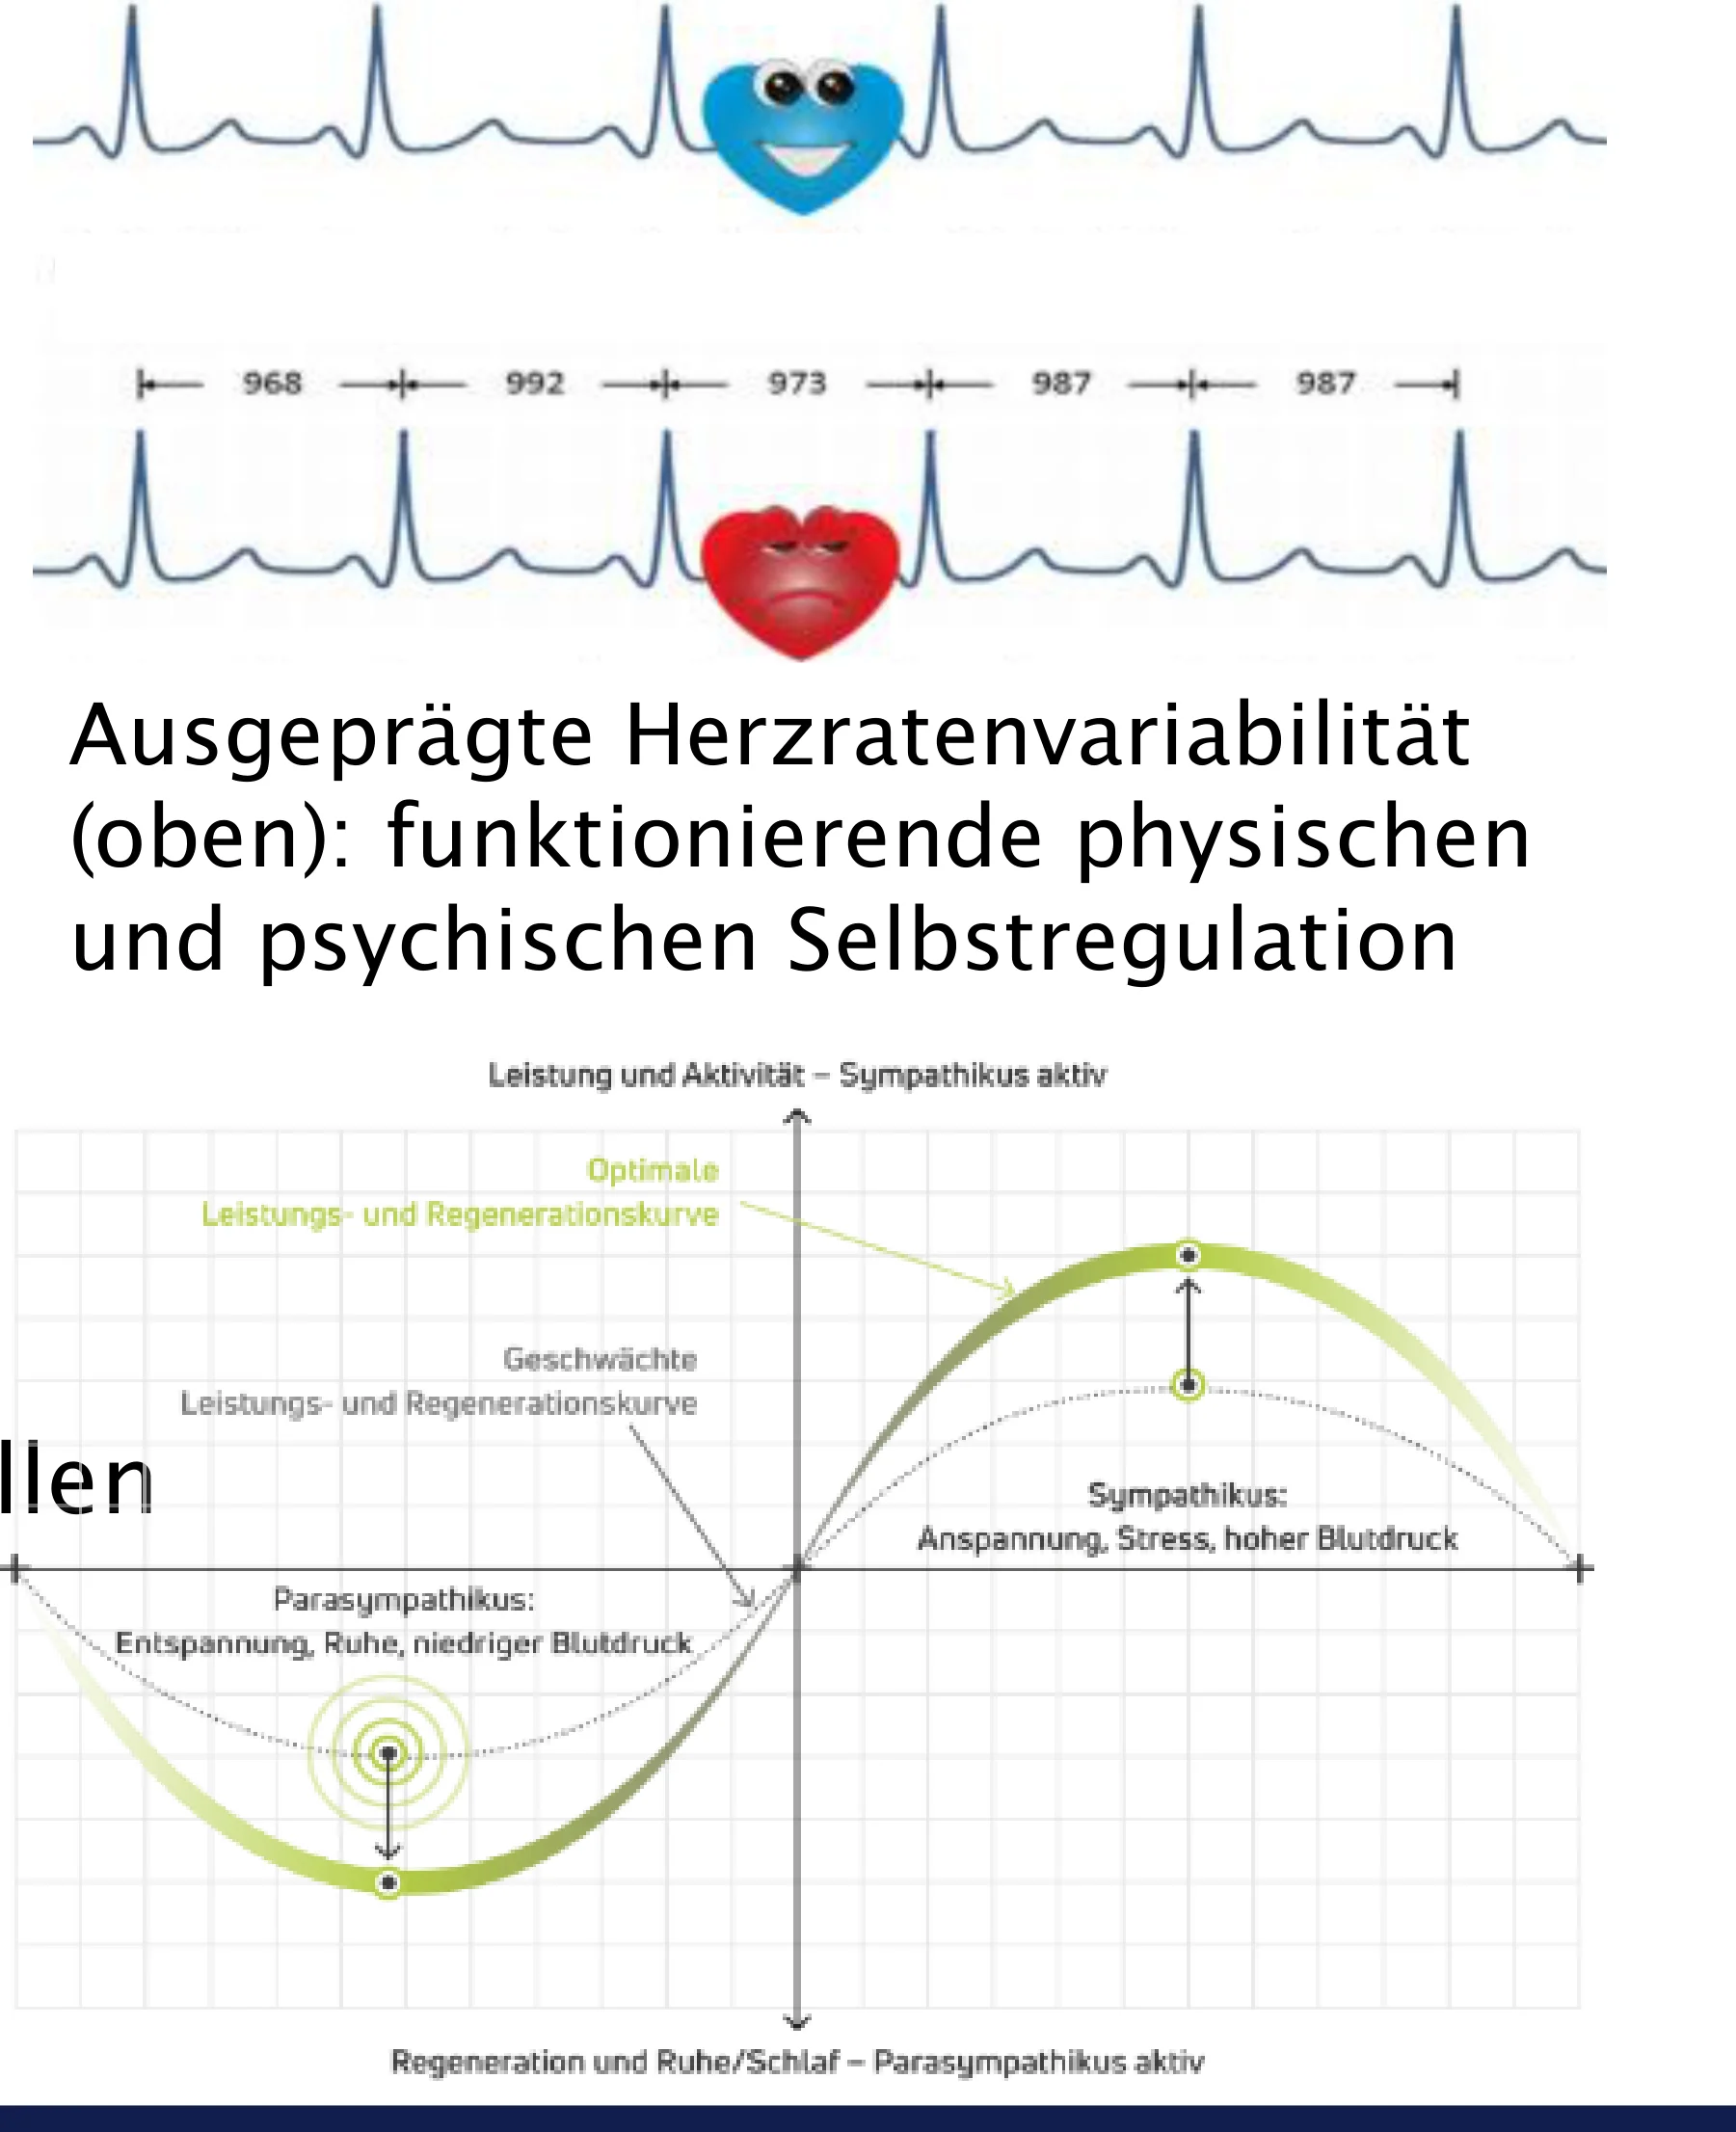 968 992 973 987 987
Ausgeprägte Herzratenvariabilität
(oben): funktionierende physischen
und psychischen Selbstregulation
Leistung und Aktivität – Sympathikus aktiv
Optimale
Leistungs- und Regenerationskurve
Geschwächte
Leistungs- und Regenerationskurve
llen
Sympathikus:
Anspannung, Stress, hoher Blutdruck
Parasympathikus:
Entspannung, Ruhe, niedriger Blutdruck
Regeneration und Ruhe/Schlaf – Parasympathikus aktiv